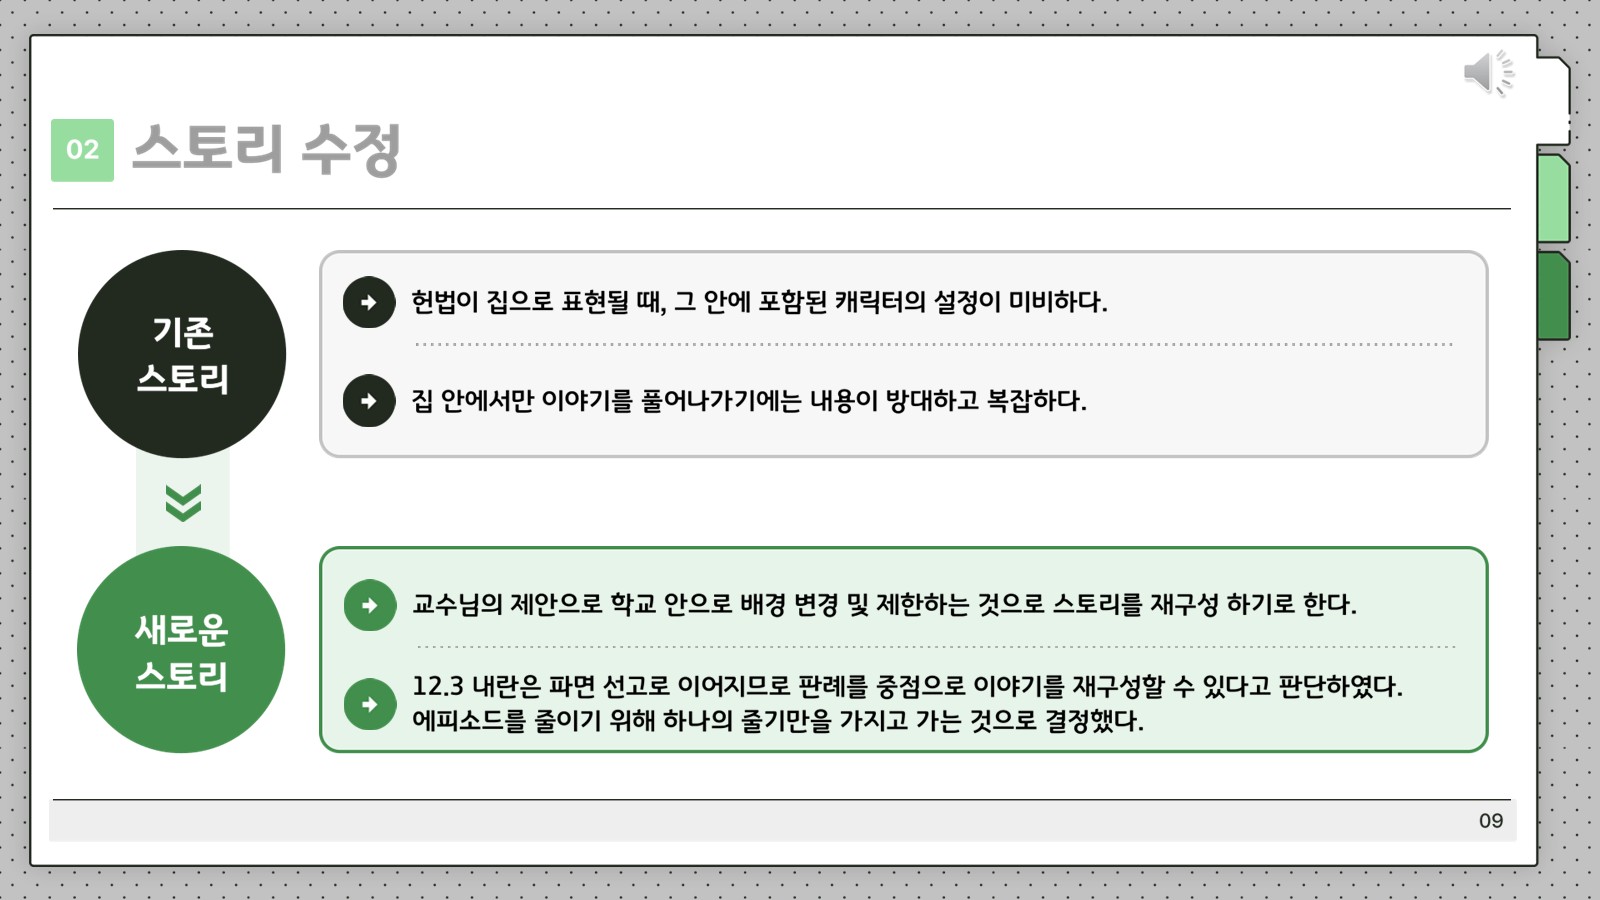 02 스토리 수정
기존
스토리
헌법이 집으로 표현될 때, 그 안에 포함된 캐릭터의 설정이 미비하다.
집 안에서만 이야기를 풀어나가기에는 내용이 방대하고 복잡하다.
새로운
스토리
교수님의 제안으로 학교 안으로 배경 변경 및 제한하는 것으로 스토리를 재구성 하기로 한다.
12.3 내란은 파면 선고로 이어지므로 판례를 중점으로 이야기를 재구성할 수 있다고 판단하였다.
에피소드를 줄이기 위해 하나의 줄기만을 가지고 가는 것으로 결정했다.
09